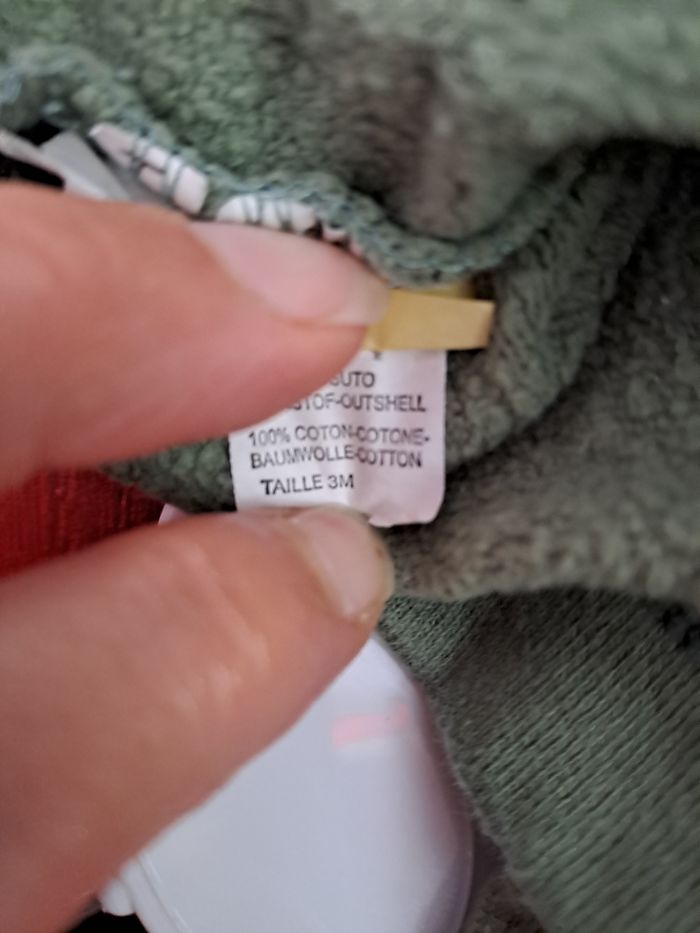 SUTO
STOF-OUTSHELL
100% COTON-COTONE-
BAUMWOLLE-COTTON
TAILLE 3M